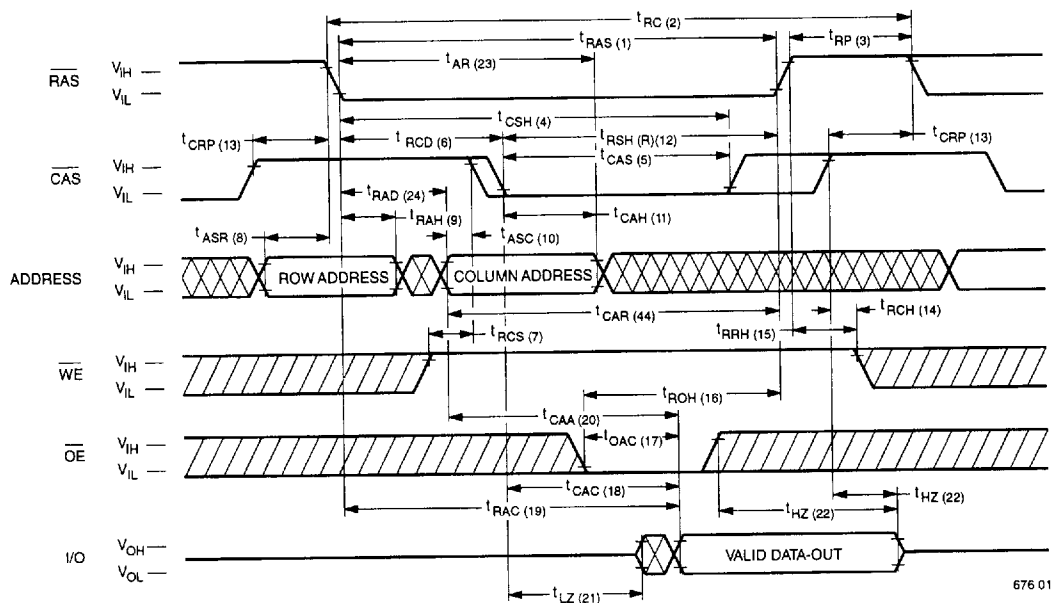 tRC (2)
tRAS (1)
tRP (3)
tAR (23)
RAS
VIH
VIL
tCSH (4)
tCRP (13)
tRCD (6)
tRSH (R)(12)
tCRP (13)
tCAS (5)
CAS
VIH
VIL
tRAD (24)
tRAH (9)
tCAH (11)
tASR (8)
tASC (10)
ADDRESS
VIH
VIL
ROW ADDRESS
COLUMN ADDRESS
tCAR (44)
tRCH (14)
tRCS (7)
tRRH (15)
WE
VIH
VIL
tROH (16)
tCAA (20)
tOAC (17)
OE
VIH
VIL
tCAC (18)
tRAC (19)
tHZ (22)
tHZ (22)
I/O
VOH
VOL
VALID DATA-OUT
tLZ (21)
676 01